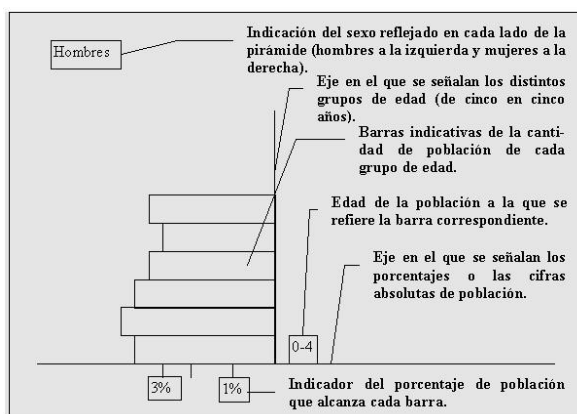 Hombres
Indicación del sexo reflejado en cada lado de la
pirámide (hombres a la izquierda y mujeres a la
derecha).
Eje en el que se señalan los distintos
grupos de edad (de cinco en cinco
años).
Barras indicativas de la canti-
dad de población de cada
grupo de edad.
Edad de la población a la que se
refiere la barra correspondiente.
Eje en el que se señalan los
porcentajes o las cifras
absolutas de población.
0-4
3%
1%
Indicador del porcentaje de población
que alcanza cada barra.